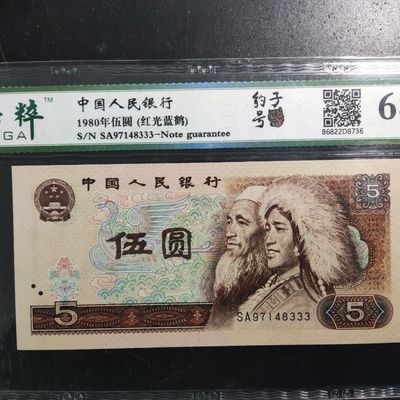 粹 ™
GA
中国人民银行
1980年伍圆 (红光蓝鹤)
S/N SA97148333-Note guarantee
豹子
号
B6822D8736
6
中国人民银行
5
伍圆
5
5
SA97148333